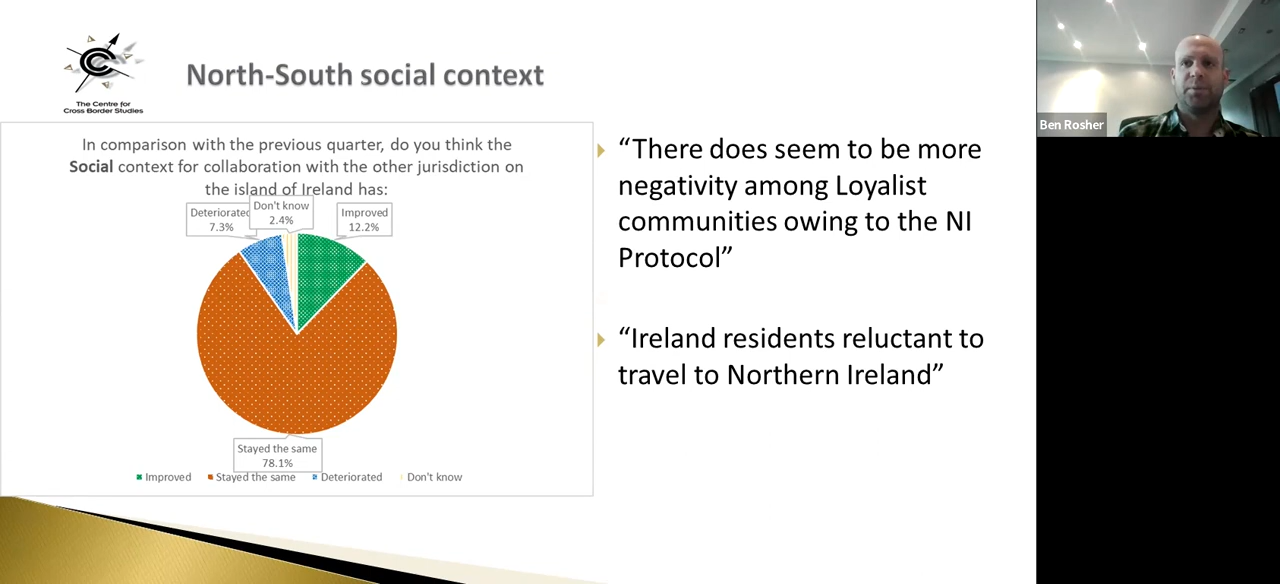 The Centre for
Cross Border Studies
North-South social context
In comparison with the previous quarter, do you think the
Social context for collaboration with the other jurisdiction on
the island of Ireland has:
Deteriorated
7.3%
Don't know
2.4%
Improved
12.2%
Stayed the same
78.1%
Improved
Stayed the same
Deteriorated
Don't know
“There does seem to be more
negativity among Loyalist
communities owing to the NI
Protocol”
“Ireland residents reluctant to
travel to Northern Ireland”
Ben Rosher